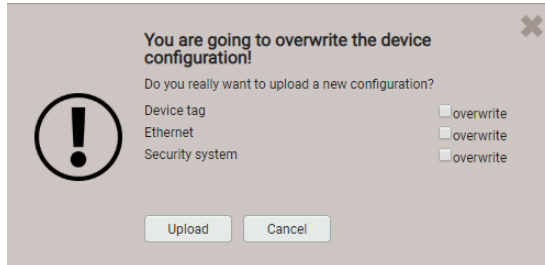 You are going to overwrite the device
configuration!
Do you really want to upload a new configuration?
Device tag overwrite
Ethernet overwrite
Security system overwrite
Upload Cancel